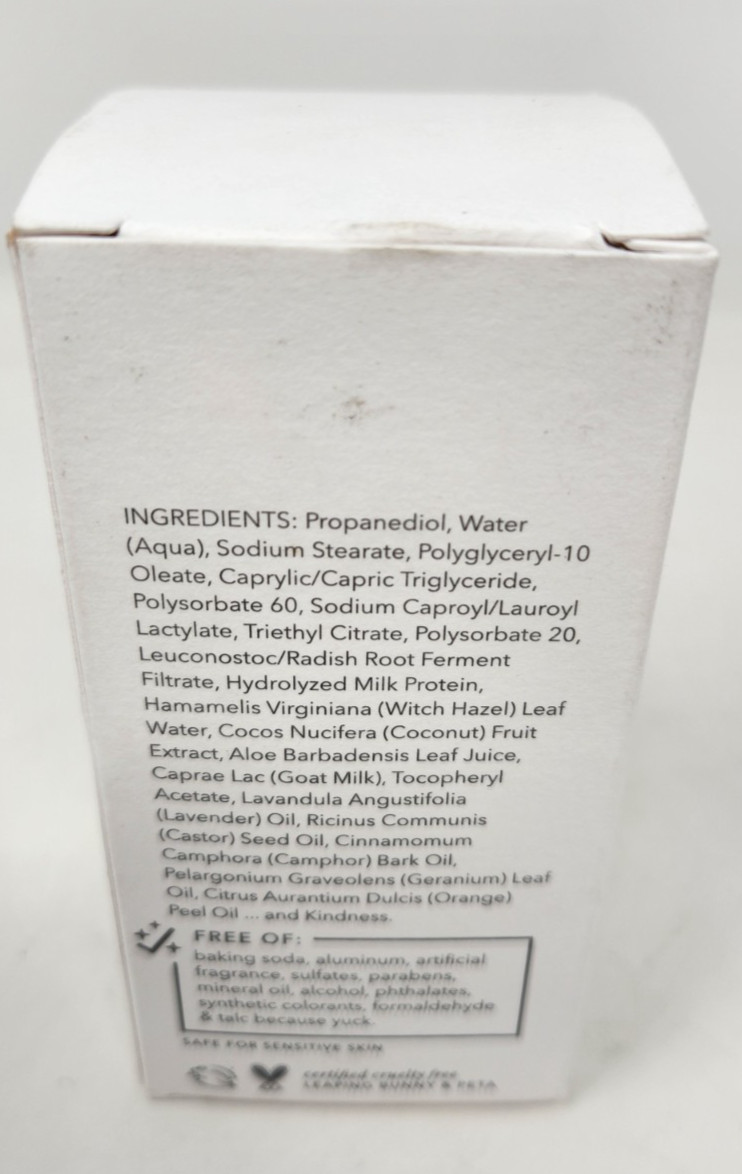 INGREDIENTS: Propanediol, Water
(Aqua), Sodium Stearate, Polyglyceryl-10
Oleate, Caprylic/Capric Triglyceride,
Polysorbate 60, Sodium Caproyl/Lauroyl
Lactylate, Triethyl Citrate, Polysorbate 20,
Leuconostoc/Radish Root Ferment
Filtrate, Hydrolyzed Milk Protein,
Hamamelis Virginiana (Witch Hazel) Leaf
Water, Cocos Nucifera (Coconut) Fruit
Extract, Aloe Barbadensis Leaf Juice,
Caprae Lac (Goat Milk), Tocopheryl
Acetate, Lavandula Angustifolia
(Lavender) Oil, Ricinus Communis
(Castor) Seed Oil, Cinnamomum
Camphora (Camphor) Bark Oil,
Pelargonium Graveolens (Geranium) Leaf
Oil, Citrus Aurantium Dulcis (Orange)
Peel Oil ... and Kindness.
FREE OF:
baking soda, aluminum, artificial
fragrance, sulfates, parabens,
mineral oil, alcohol, phthalates,
synthetic colorants, formaldehyde
& talc because yuck.
SAFE FOR SENSITIVE SKIN
certified cruelty free
LEAPING BUNNY & PETA